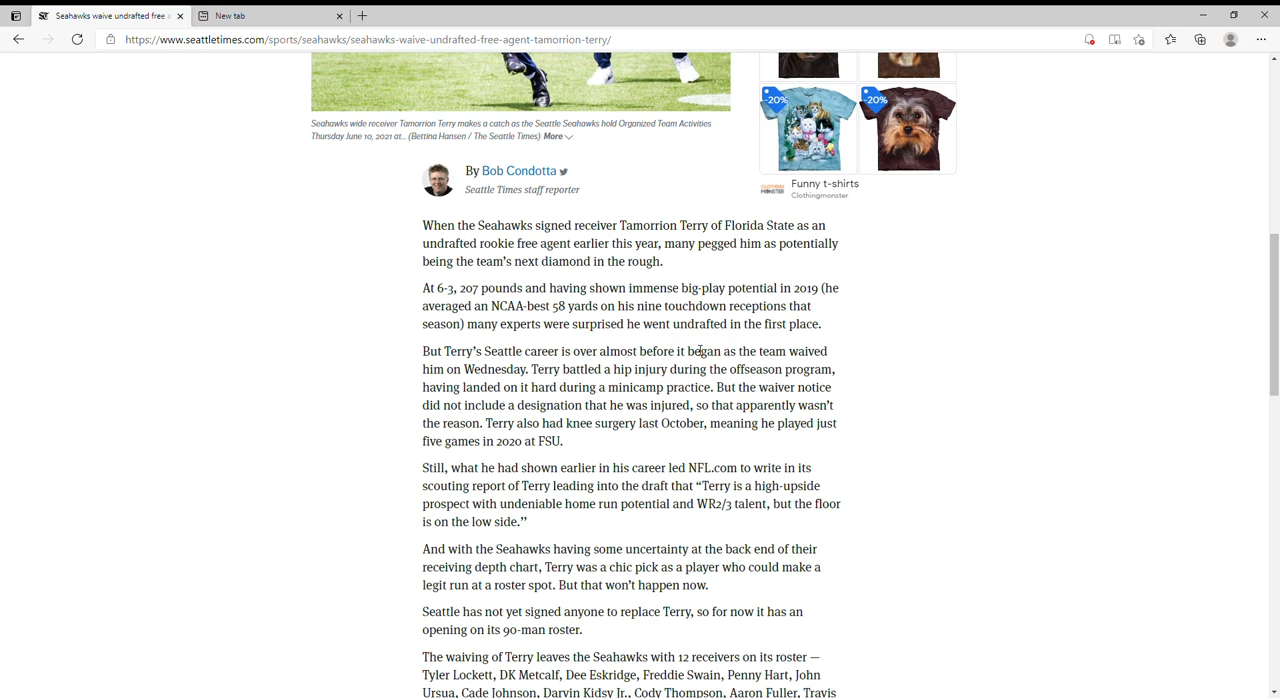 Seahawks waive undrafted free a
New tab
https://www.seattletimes.com/sports/seahawks/seahawks-waive-undrafted-free-agent-tamorrion-terry/
-20%
-20%
Seahawks wide receiver Tamorrion Terry makes a catch as the Seattle Seahawks hold Organized Team Activities
Thursday June 10, 2021 at... (Bettina Hansen / The Seattle Times) More
By Bob Condotta
Seattle Times staff reporter
CLOTHING
MONSTER
Funny t-shirts
Clothingmonster
When the Seahawks signed receiver Tamorrion Terry of Florida State as an
undrafted rookie free agent earlier this year, many pegged him as potentially
being the team’s next diamond in the rough.
At 6-3, 207 pounds and having shown immense big-play potential in 2019 (he
averaged an NCAA-best 58 yards on his nine touchdown receptions that
season) many experts were surprised he went undrafted in the first place.
But Terry’s Seattle career is over almost before it began as the team waived
him on Wednesday. Terry battled a hip injury during the offseason program,
having landed on it hard during a minicamp practice. But the waiver notice
did not include a designation that he was injured, so that apparently wasn’t
the reason. Terry also had knee surgery last October, meaning he played just
five games in 2020 at FSU.
Still, what he had shown earlier in his career led NFL.com to write in its
scouting report of Terry leading into the draft that “Terry is a high-upside
prospect with undeniable home run potential and WR2/3 talent, but the floor
is on the low side.”
And with the Seahawks having some uncertainty at the back end of their
receiving depth chart, Terry was a chic pick as a player who could make a
legit run at a roster spot. But that won’t happen now.
Seattle has not yet signed anyone to replace Terry, so for now it has an
opening on its 90-man roster.
The waiving of Terry leaves the Seahawks with 12 receivers on its roster —
Tyler Lockett, DK Metcalf, Dee Eskridge, Freddie Swain, Penny Hart, John
Ursua, Cade Johnson, Darvin Kidsy Jr., Cody Thompson, Aaron Fuller, Travis